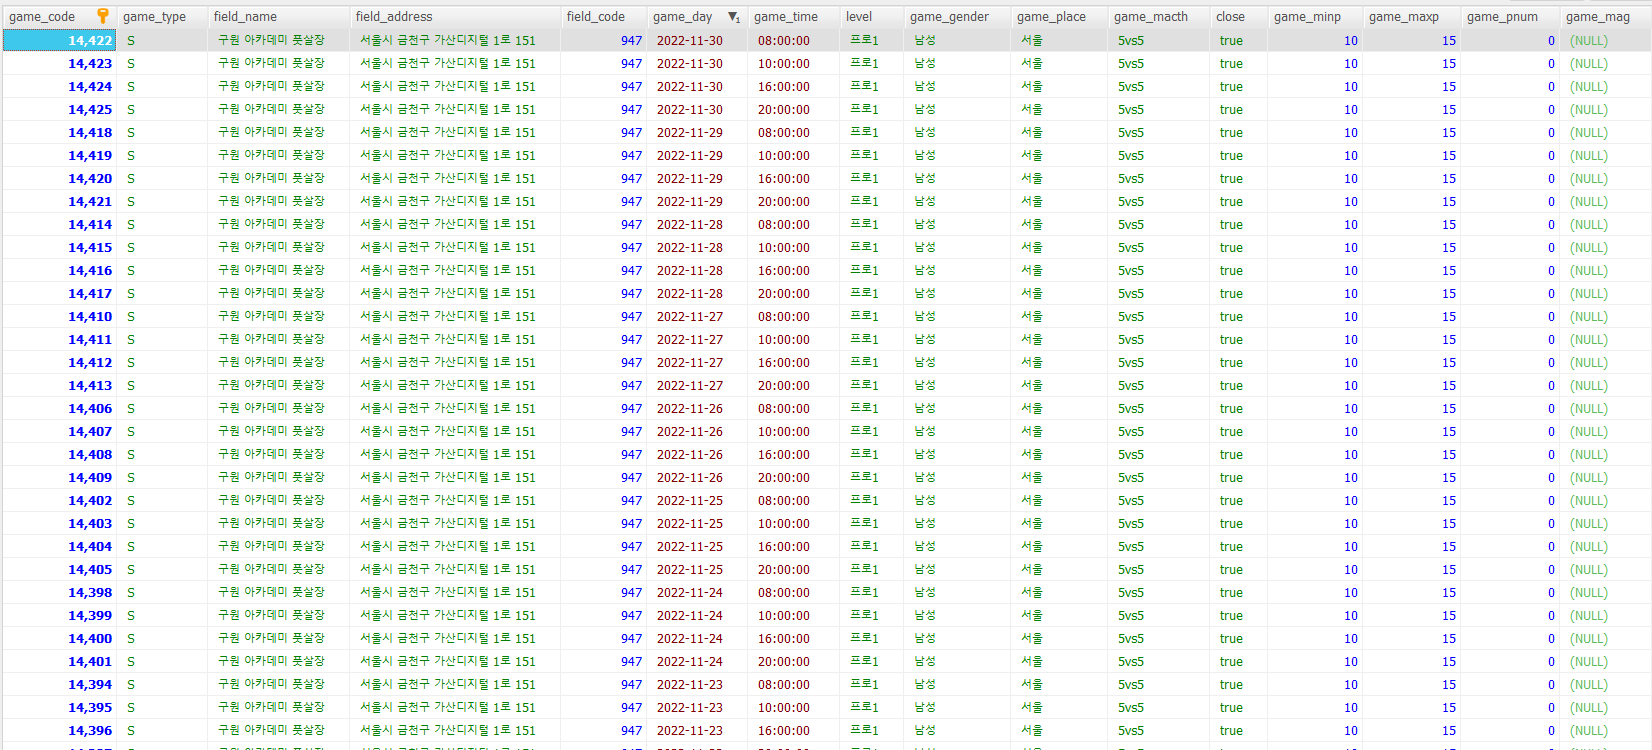 game_code game_type field_name field_address field_code game_day game_time level game_gender game_place game_macth close game_minp game_maxp game_pnum game_mag
14,422 S 구원 아카데미 풋살장 서울시 금천구 가산디지털 1로 151 947 2022-11-30 08:00:00 프로1 남성 서울 5vs5 true 10 15 0 (NULL)
14,423 S 구원 아카데미 풋살장 서울시 금천구 가산디지털 1로 151 947 2022-11-30 10:00:00 프로1 남성 서울 5vs5 true 10 15 0 (NULL)
14,424 S 구원 아카데미 풋살장 서울시 금천구 가산디지털 1로 151 947 2022-11-30 16:00:00 프로1 남성 서울 5vs5 true 10 15 0 (NULL)
14,425 S 구원 아카데미 풋살장 서울시 금천구 가산디지털 1로 151 947 2022-11-30 20:00:00 프로1 남성 서울 5vs5 true 10 15 0 (NULL)
14,418 S 구원 아카데미 풋살장 서울시 금천구 가산디지털 1로 151 947 2022-11-29 08:00:00 프로1 남성 서울 5vs5 true 10 15 0 (NULL)
14,419 S 구원 아카데미 풋살장 서울시 금천구 가산디지털 1로 151 947 2022-11-29 10:00:00 프로1 남성 서울 5vs5 true 10 15 0 (NULL)
14,420 S 구원 아카데미 풋살장 서울시 금천구 가산디지털 1로 151 947 2022-11-29 16:00:00 프로1 남성 서울 5vs5 true 10 15 0 (NULL)
14,421 S 구원 아카데미 풋살장 서울시 금천구 가산디지털 1로 151 947 2022-11-29 20:00:00 프로1 남성 서울 5vs5 true 10 15 0 (NULL)
14,414 S 구원 아카데미 풋살장 서울시 금천구 가산디지털 1로 151 947 2022-11-28 08:00:00 프로1 남성 서울 5vs5 true 10 15 0 (NULL)
14,415 S 구원 아카데미 풋살장 서울시 금천구 가산디지털 1로 151 947 2022-11-28 10:00:00 프로1 남성 서울 5vs5 true 10 15 0 (NULL)
14,416 S 구원 아카데미 풋살장 서울시 금천구 가산디지털 1로 151 947 2022-11-28 16:00:00 프로1 남성 서울 5vs5 true 10 15 0 (NULL)
14,417 S 구원 아카데미 풋살장 서울시 금천구 가산디지털 1로 151 947 2022-11-28 20:00:00 프로1 남성 서울 5vs5 true 10 15 0 (NULL)
14,410 S 구원 아카데미 풋살장 서울시 금천구 가산디지털 1로 151 947 2022-11-27 08:00:00 프로1 남성 서울 5vs5 true 10 15 0 (NULL)
14,411 S 구원 아카데미 풋살장 서울시 금천구 가산디지털 1로 151 947 2022-11-27 10:00:00 프로1 남성 서울 5vs5 true 10 15 0 (NULL)
14,412 S 구원 아카데미 풋살장 서울시 금천구 가산디지털 1로 151 947 2022-11-27 16:00:00 프로1 남성 서울 5vs5 true 10 15 0 (NULL)
14,413 S 구원 아카데미 풋살장 서울시 금천구 가산디지털 1로 151 947 2022-11-27 20:00:00 프로1 남성 서울 5vs5 true 10 15 0 (NULL)
14,406 S 구원 아카데미 풋살장 서울시 금천구 가산디지털 1로 151 947 2022-11-26 08:00:00 프로1 남성 서울 5vs5 true 10 15 0 (NULL)
14,407 S 구원 아카데미 풋살장 서울시 금천구 가산디지털 1로 151 947 2022-11-26 10:00:00 프로1 남성 서울 5vs5 true 10 15 0 (NULL)
14,408 S 구원 아카데미 풋살장 서울시 금천구 가산디지털 1로 151 947 2022-11-26 16:00:00 프로1 남성 서울 5vs5 true 10 15 0 (NULL)
14,409 S 구원 아카데미 풋살장 서울시 금천구 가산디지털 1로 151 947 2022-11-26 20:00:00 프로1 남성 서울 5vs5 true 10 15 0 (NULL)
14,402 S 구원 아카데미 풋살장 서울시 금천구 가산디지털 1로 151 947 2022-11-25 08:00:00 프로1 남성 서울 5vs5 true 10 15 0 (NULL)
14,403 S 구원 아카데미 풋살장 서울시 금천구 가산디지털 1로 151 947 2022-11-25 10:00:00 프로1 남성 서울 5vs5 true 10 15 0 (NULL)
14,404 S 구원 아카데미 풋살장 서울시 금천구 가산디지털 1로 151 947 2022-11-25 16:00:00 프로1 남성 서울 5vs5 true 10 15 0 (NULL)
14,405 S 구원 아카데미 풋살장 서울시 금천구 가산디지털 1로 151 947 2022-11-25 20:00:00 프로1 남성 서울 5vs5 true 10 15 0 (NULL)
14,398 S 구원 아카데미 풋살장 서울시 금천구 가산디지털 1로 151 947 2022-11-24 08:00:00 프로1 남성 서울 5vs5 true 10 15 0 (NULL)
14,399 S 구원 아카데미 풋살장 서울시 금천구 가산디지털 1로 151 947 2022-11-24 10:00:00 프로1 남성 서울 5vs5 true 10 15 0 (NULL)
14,400 S 구원 아카데미 풋살장 서울시 금천구 가산디지털 1로 151 947 2022-11-24 16:00:00 프로1 남성 서울 5vs5 true 10 15 0 (NULL)
14,401 S 구원 아카데미 풋살장 서울시 금천구 가산디지털 1로 151 947 2022-11-24 20:00:00 프로1 남성 서울 5vs5 true 10 15 0 (NULL)
14,394 S 구원 아카데미 풋살장 서울시 금천구 가산디지털 1로 151 947 2022-11-23 08:00:00 프로1 남성 서울 5vs5 true 10 15 0 (NULL)
14,395 S 구원 아카데미 풋살장 서울시 금천구 가산디지털 1로 151 947 2022-11-23 10:00:00 프로1 남성 서울 5vs5 true 10 15 0 (NULL)
14,396 S 구원 아카데미 풋살장 서울시 금천구 가산디지털 1로 151 947 2022-11-23 16:00:00 프로1 남성 서울 5vs5 true 10 15 0 (NULL)